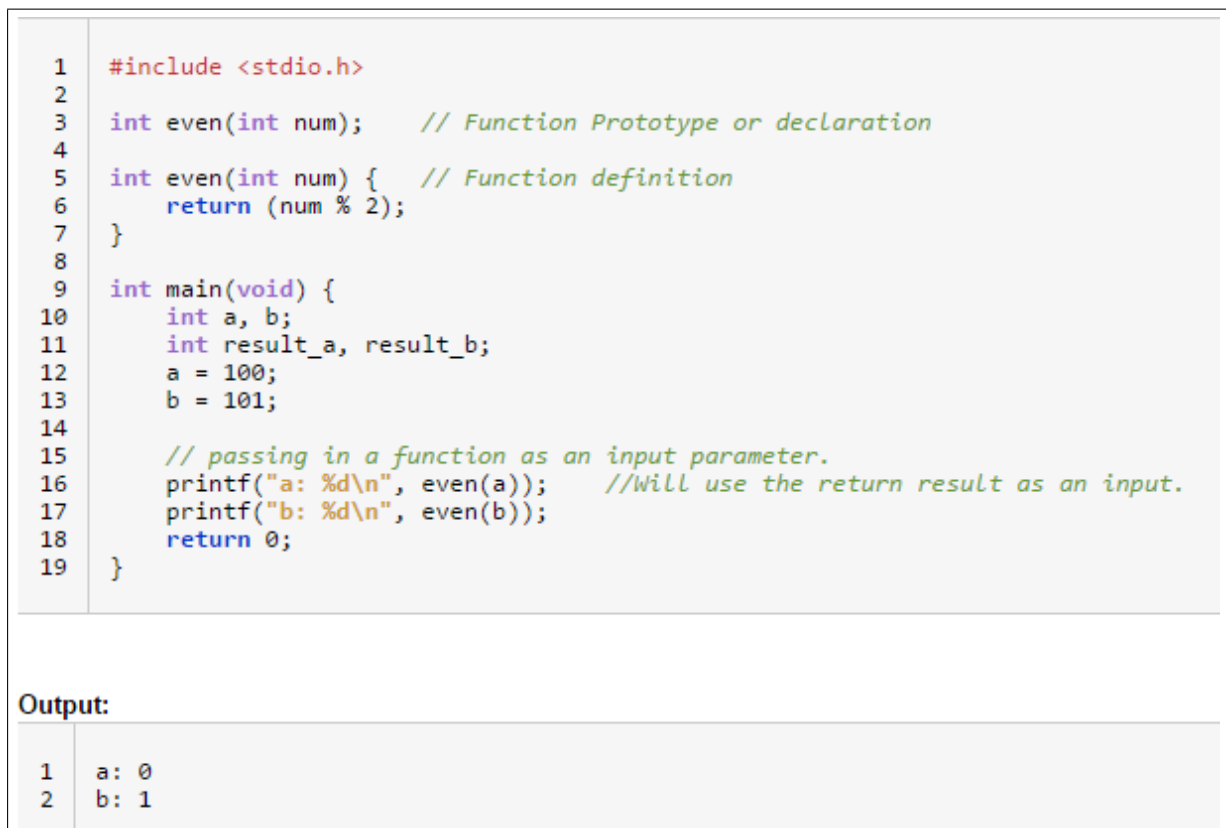 1 #include <stdio.h>
2
3 int even(int num); // Function Prototype or declaration
4
5 int even(int num) { // Function definition
6 return (num % 2);
7 }
8
9 int main(void) {
10 int a, b;
11 int result_a, result_b;
12 a = 100;
13 b = 101;
14
15 // passing in a function as an input parameter.
16 printf("a: %d\n", even(a)); //Will use the return result as an input.
17 printf("b: %d\n", even(b));
18 return 0;
19 }
Output:
1 a: 0
2 b: 1